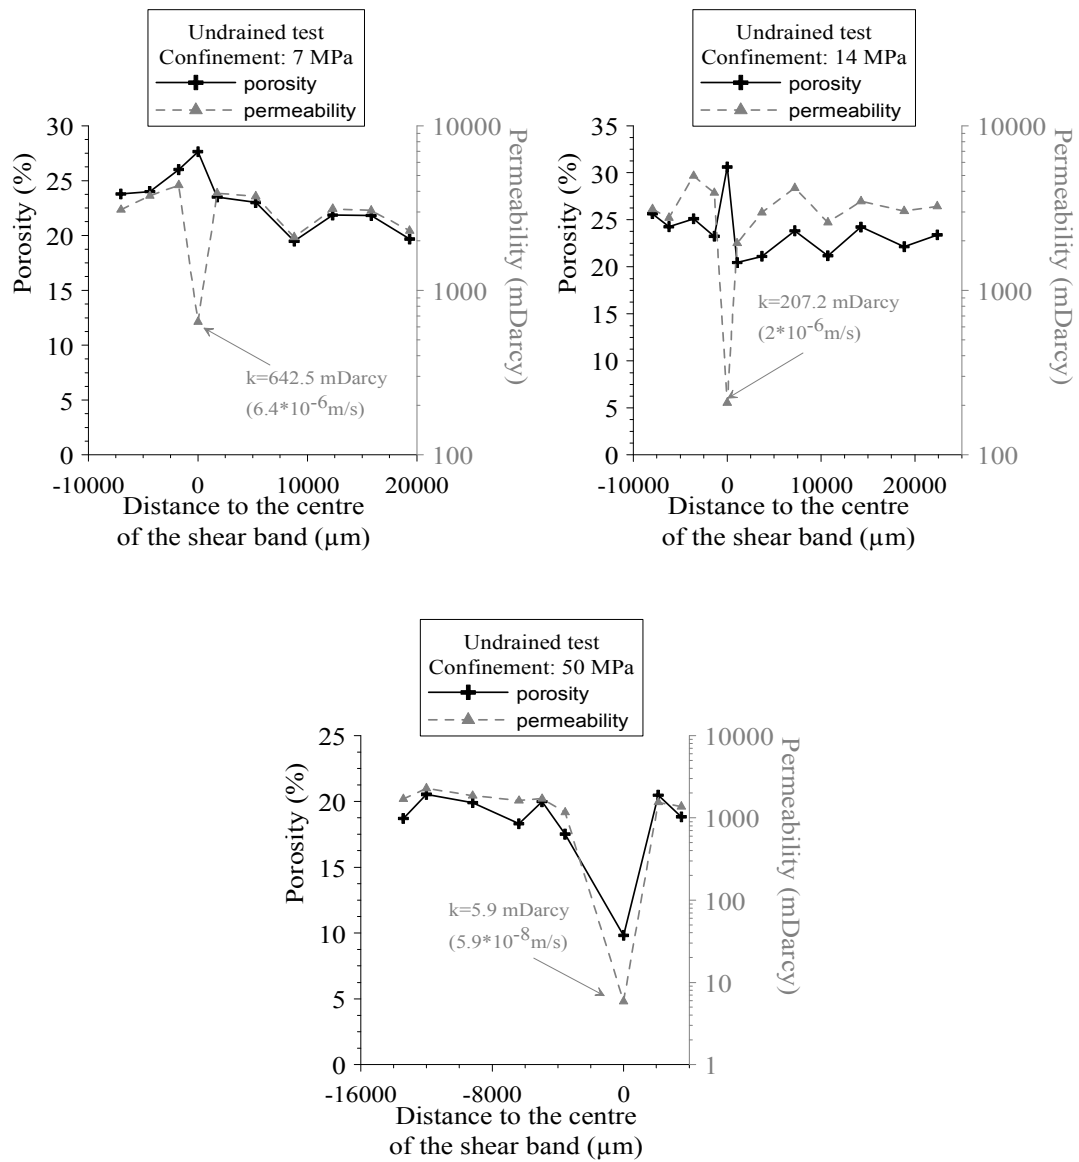 Undrained test
Confinement: 7 MPa
porosity
permeability
30
25
20
15
10
5
0
Porosity (%)
10000
1000
100
Permeability (mDarcy)
k=642.5 mDarcy
(6.4*10-6m/s)
-10000 0 10000 20000
Distance to the centre
of the shear band (µm)
Undrained test
Confinement: 14 MPa
porosity
permeability
35
30
25
20
15
10
5
0
Porosity (%)
10000
1000
100
Permeability (mDarcy)
k=207.2 mDarcy
(2*10-6m/s)
-10000 0 10000 20000
Distance to the centre
of the shear band (µm)
Undrained test
Confinement: 50 MPa
porosity
permeability
25
20
15
10
5
0
Porosity (%)
10000
1000
100
10
1
Permeability (mDarcy)
k=5.9 mDarcy
(5.9*10-8m/s)
-16000 -8000 0
Distance to the centre
of the shear band (µm)